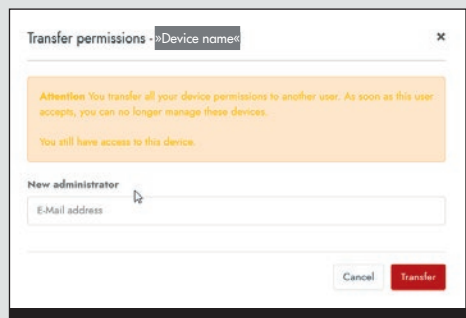 Transfer permissions - »Device name«
×
Attention You transfer all your device permissions to another user. As soon as this user
accepts, you can no longer manage these devices.
You still have access to this device.
New administrator
E-Mail address
Cancel
Transfer